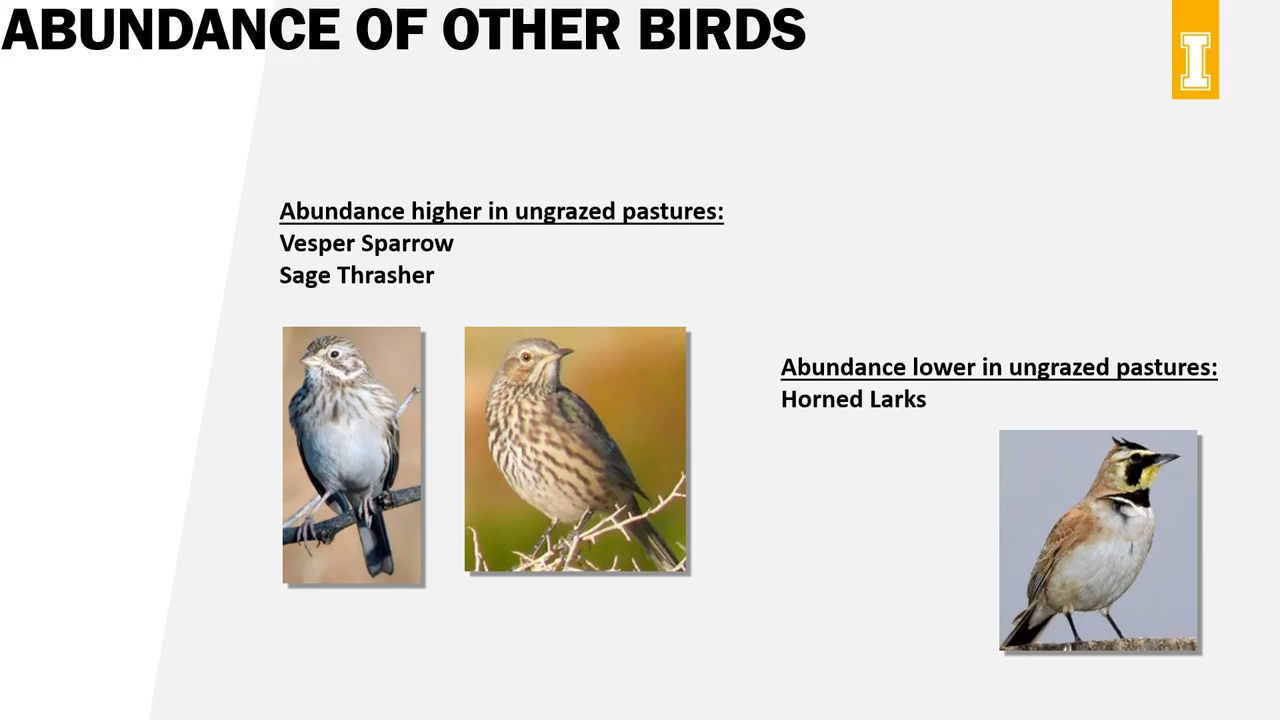 ABUNDANCE OF OTHER BIRDS
I
Abundance higher in ungrazed pastures:
Vesper Sparrow
Sage Thrasher
Abundance lower in ungrazed pastures:
Horned Larks